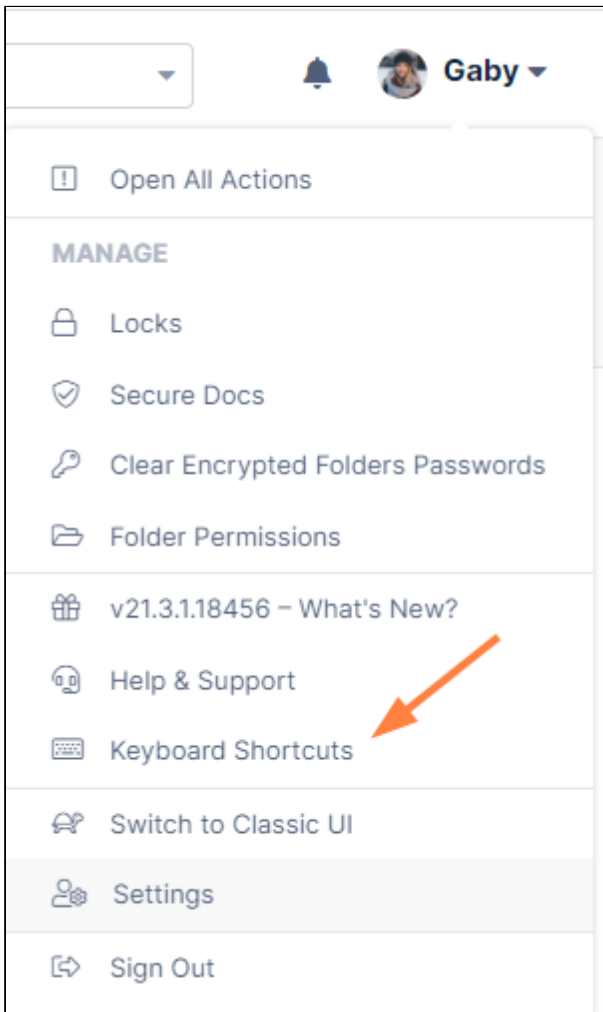 Gaby
Open All Actions
MANAGE
Locks
Secure Docs
Clear Encrypted Folders Passwords
Folder Permissions
v21.3.1.18456 – What's New?
Help & Support
Keyboard Shortcuts
Switch to Classic UI
Settings
Sign Out